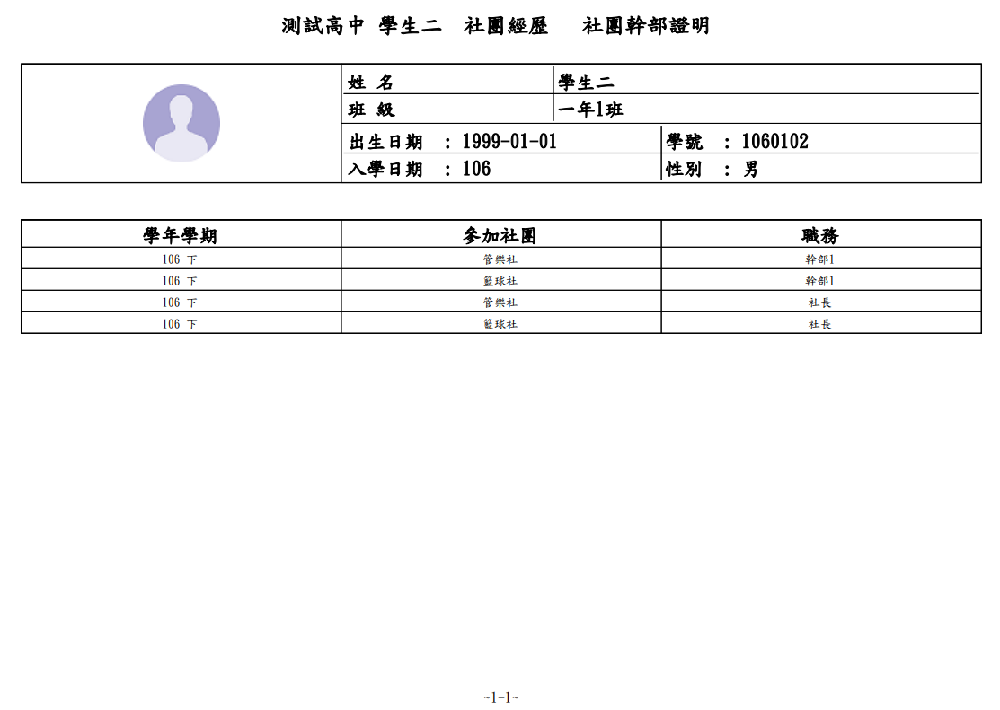 測試高中 學生二 社團經歷 社團幹部證明
姓 名 學生二
班 級 一年1班
出生日期 : 1999-01-01 學號 : 1060102
入學日期 : 106 性別 : 男
學年學期 參加社團 職務
106 下 管樂社 幹部1
106 下 籃球社 幹部1
106 下 管樂社 社長
106 下 籃球社 社長
~1-1~